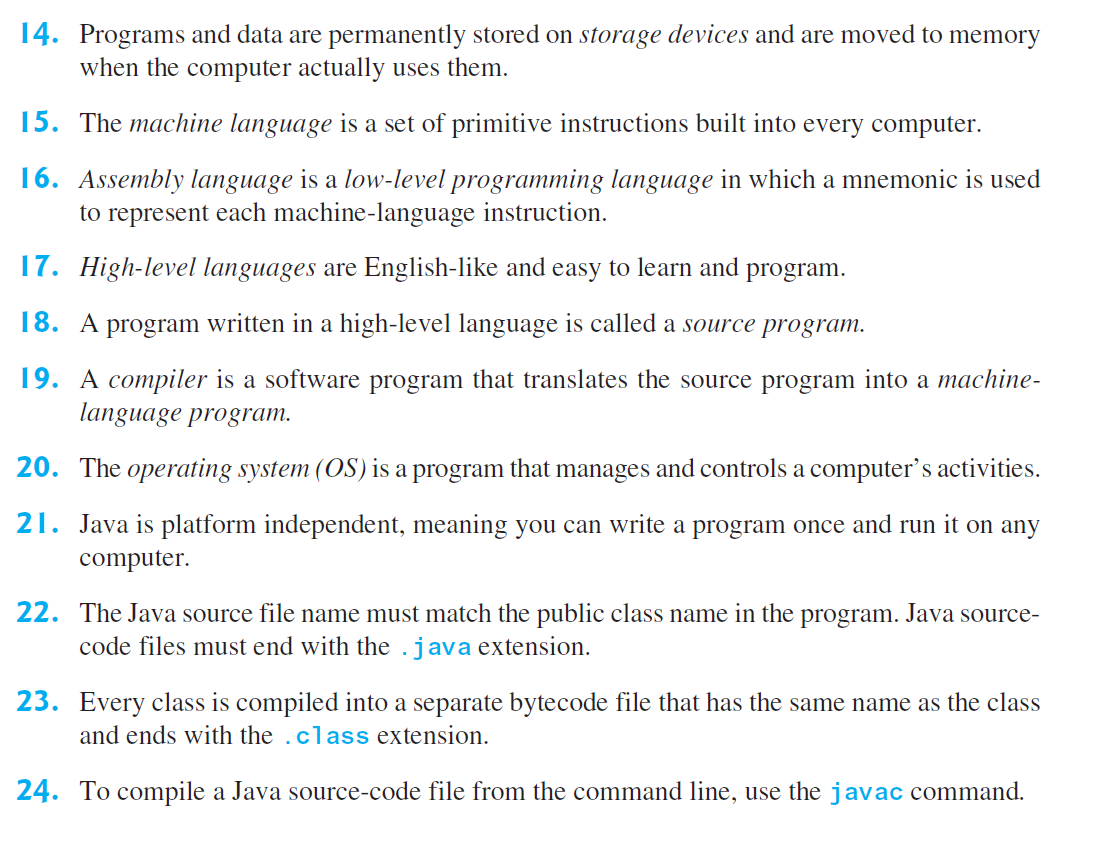 14. Programs and data are permanently stored on storage devices and are moved to memory
when the computer actually uses them.
15. The machine language is a set of primitive instructions built into every computer.
16. Assembly language is a low-level programming language in which a mnemonic is used
to represent each machine-language instruction.
17. High-level languages are English-like and easy to learn and program.
18. A program written in a high-level language is called a source program.
19. A compiler is a software program that translates the source program into a machine-
language program.
20. The operating system (OS) is a program that manages and controls a computer’s activities.
21. Java is platform independent, meaning you can write a program once and run it on any
computer.
22. The Java source file name must match the public class name in the program. Java source-
code files must end with the .java extension.
23. Every class is compiled into a separate bytecode file that has the same name as the class
and ends with the .class extension.
24. To compile a Java source-code file from the command line, use the javac command.